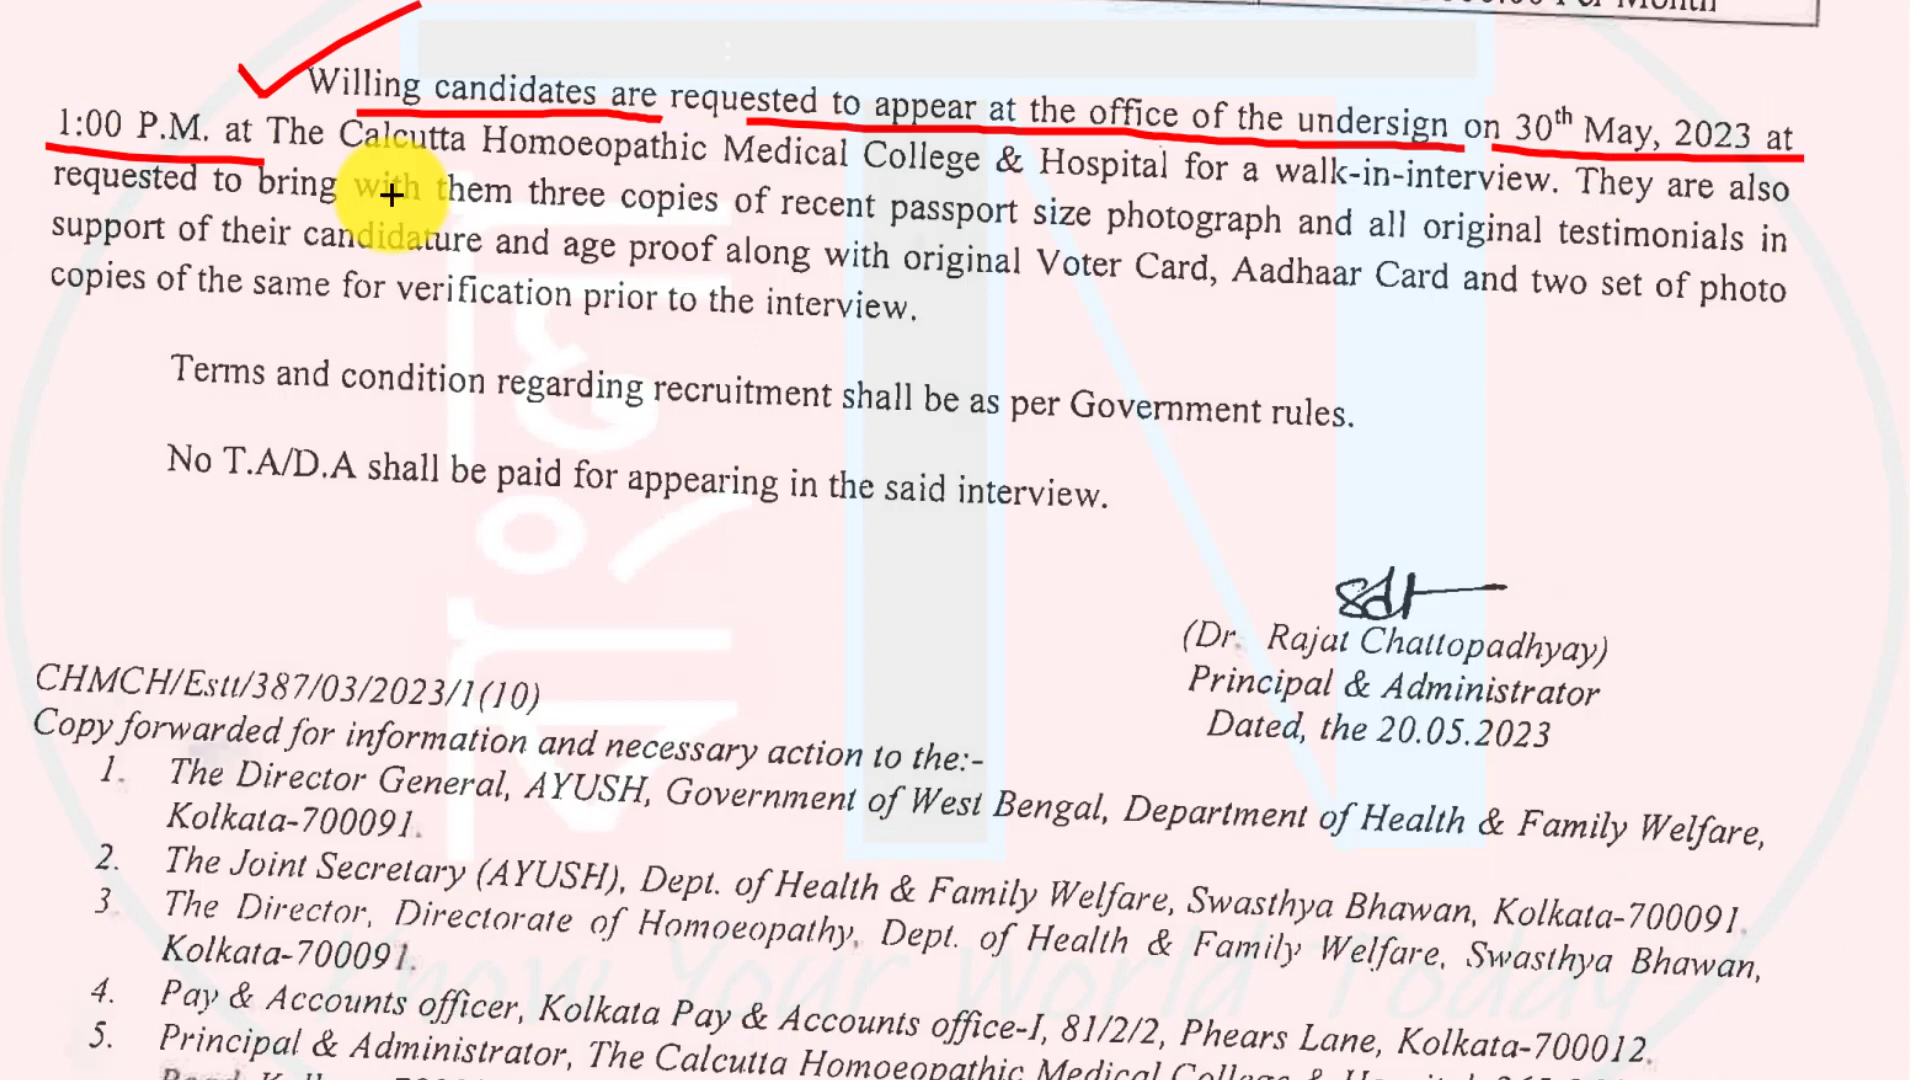 Per Month
Willing candidates are requested to appear at the office of the undersign on 30th May, 2023 at
1:00 P.M. at The Calcutta Homoeopathic Medical College & Hospital for a walk-in-interview. They are also
requested to bring with them three copies of recent passport size photograph and all original testimonials in
support of their candidature and age proof along with original Voter Card, Aadhaar Card and two set of photo
copies of the same for verification prior to the interview.
Terms and condition regarding recruitment shall be as per Government rules.
No T.A/D.A shall be paid for appearing in the said interview.
Sd/-
(Dr. Rajat Chattopadhyay)
Principal & Administrator
Dated, the 20.05.2023
CHMCH/Estt/387/03/2023/1(10)
Copy forwarded for information and necessary action to the:-
1. The Director General, AYUSH, Government of West Bengal, Department of Health & Family Welfare,
Kolkata-700091.
2. The Joint Secretary (AYUSH), Dept. of Health & Family Welfare, Swasthya Bhawan, Kolkata-700091.
3. The Director, Directorate of Homoeopathy, Dept. of Health & Family Welfare, Swasthya Bhawan,
Kolkata-700091.
4. Pay & Accounts officer, Kolkata Pay & Accounts office-I, 81/2/2, Phears Lane, Kolkata-700012.
5. Principal & Administrator, The Calcutta Homoeopathic Medical College &
বাংলা
Know Your World Today